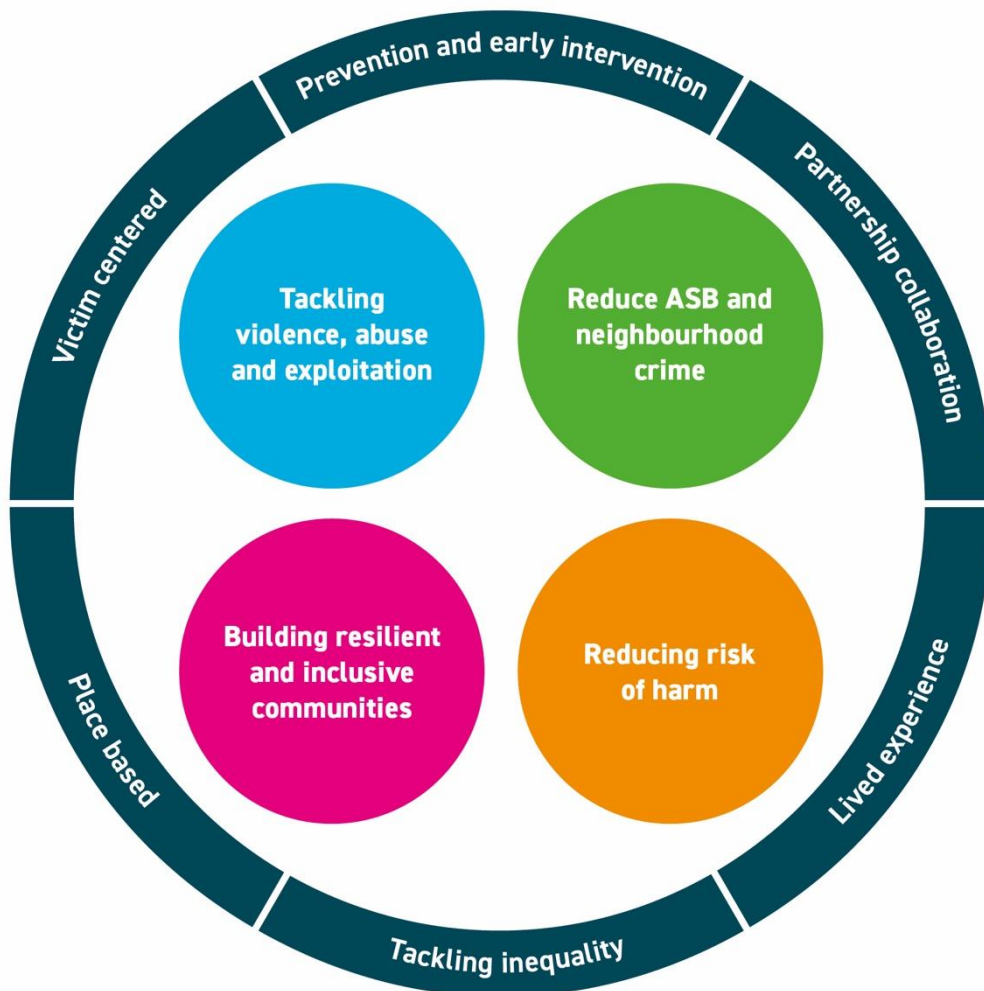 Prevention and early intervention
Partnership collaboration
Lived experience
Tackling inequality
Place based
Victim centered
Tackling
violence, abuse
and exploitation
Reduce ASB and
neighbourhood
crime
Building resilient
and inclusive
communities
Reducing risk
of harm